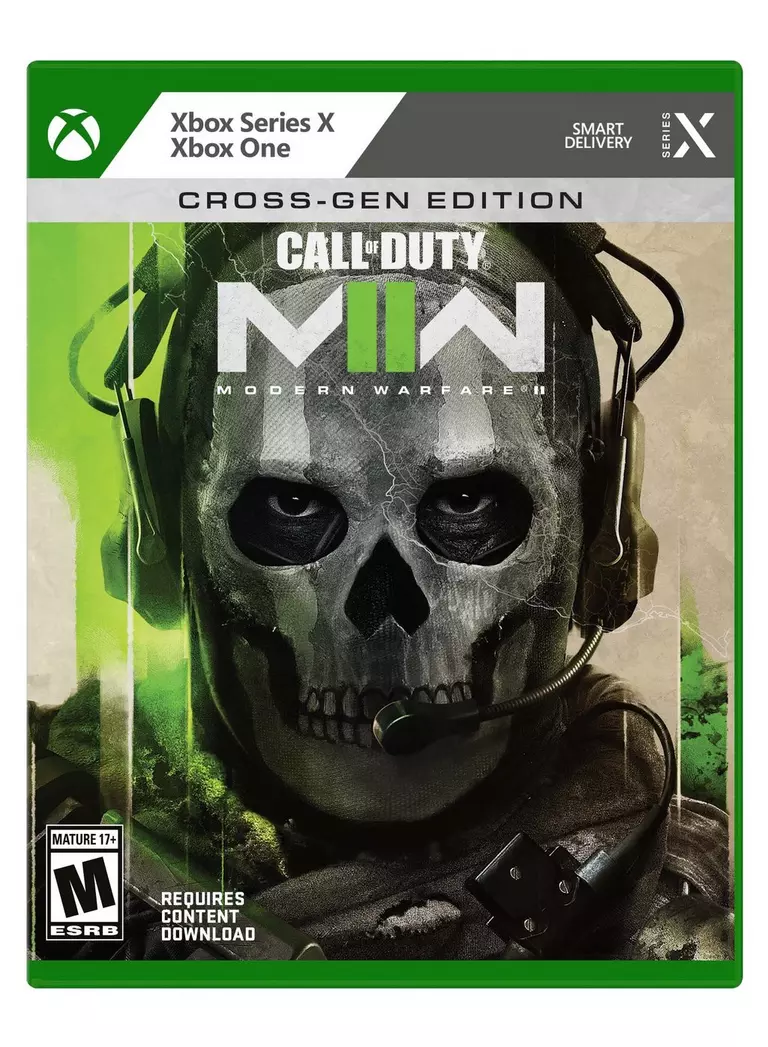 Xbox Series X
Xbox One
SMART
DELIVERY
SERIES
X
CROSS-GEN EDITION
CALL OF DUTY®
MIIW
MODERN WARFARE® II
MATURE 17+
M
ESRB
REQUIRES
CONTENT
DOWNLOAD